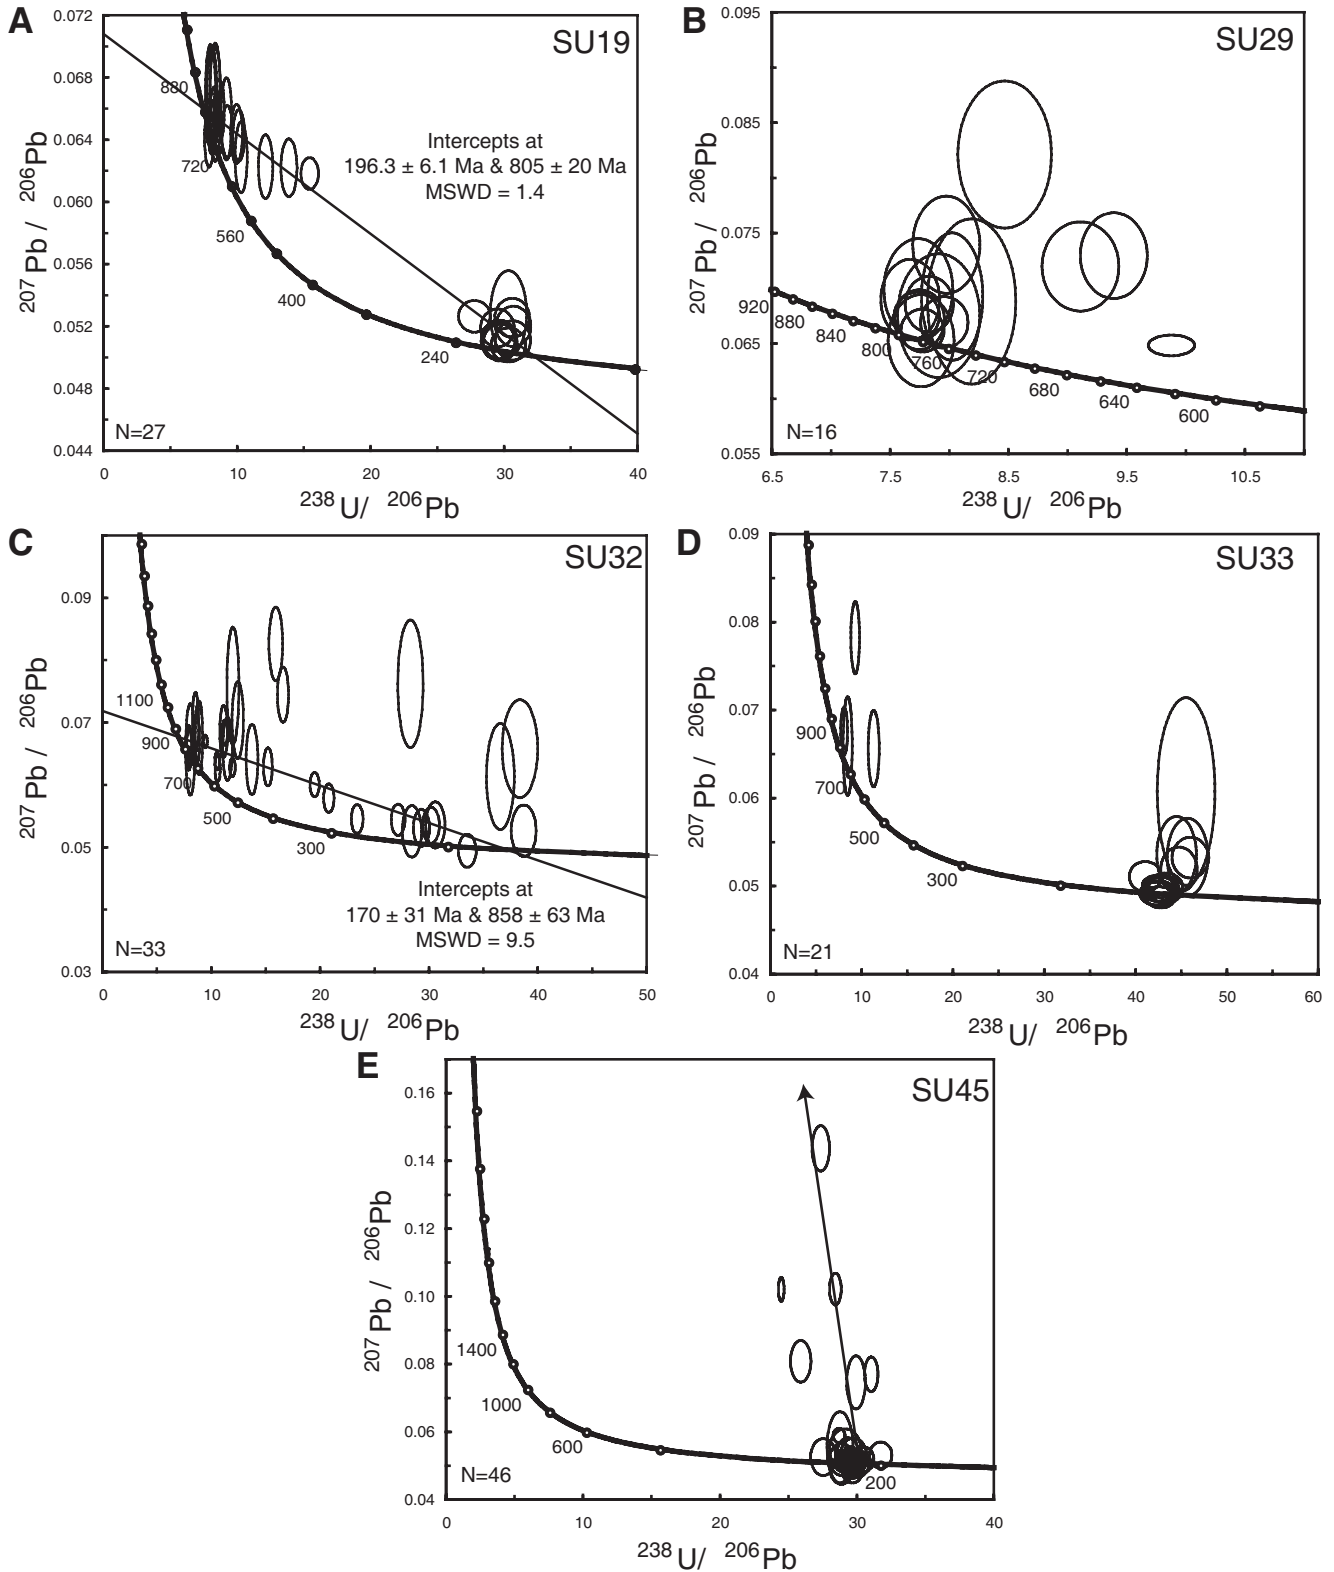 A
SU19
0.072
0.068
0.064
0.060
0.056
0.052
0.048
0.044
880
720
560
400
240
Intercepts at
196.3 ± 6.1 Ma & 805 ± 20 Ma
MSWD = 1.4
N=27
0 10 20 30 40
207Pb / 206Pb
238U/ 206Pb
B
SU29
0.095
0.085
0.075
0.065
0.055
920
880
840
800
760
720
680
640
600
N=16
6.5 7.5 8.5 9.5 10.5
207Pb / 206Pb
238U/ 206Pb
C
SU32
0.09
0.07
0.05
0.03
1100
900
700
500
300
Intercepts at
170 ± 31 Ma & 858 ± 63 Ma
MSWD = 9.5
N=33
0 10 20 30 40 50
207Pb / 206Pb
238U/ 206Pb
D
SU33
0.09
0.08
0.07
0.06
0.05
0.04
900
700
500
300
N=21
0 10 20 30 40 50 60
207Pb / 206Pb
238U/ 206Pb
E
SU45
0.16
0.14
0.12
0.10
0.08
0.06
0.04
1400
1000
600
200
N=46
0 10 20 30 40
207Pb / 206Pb
238U/ 206Pb